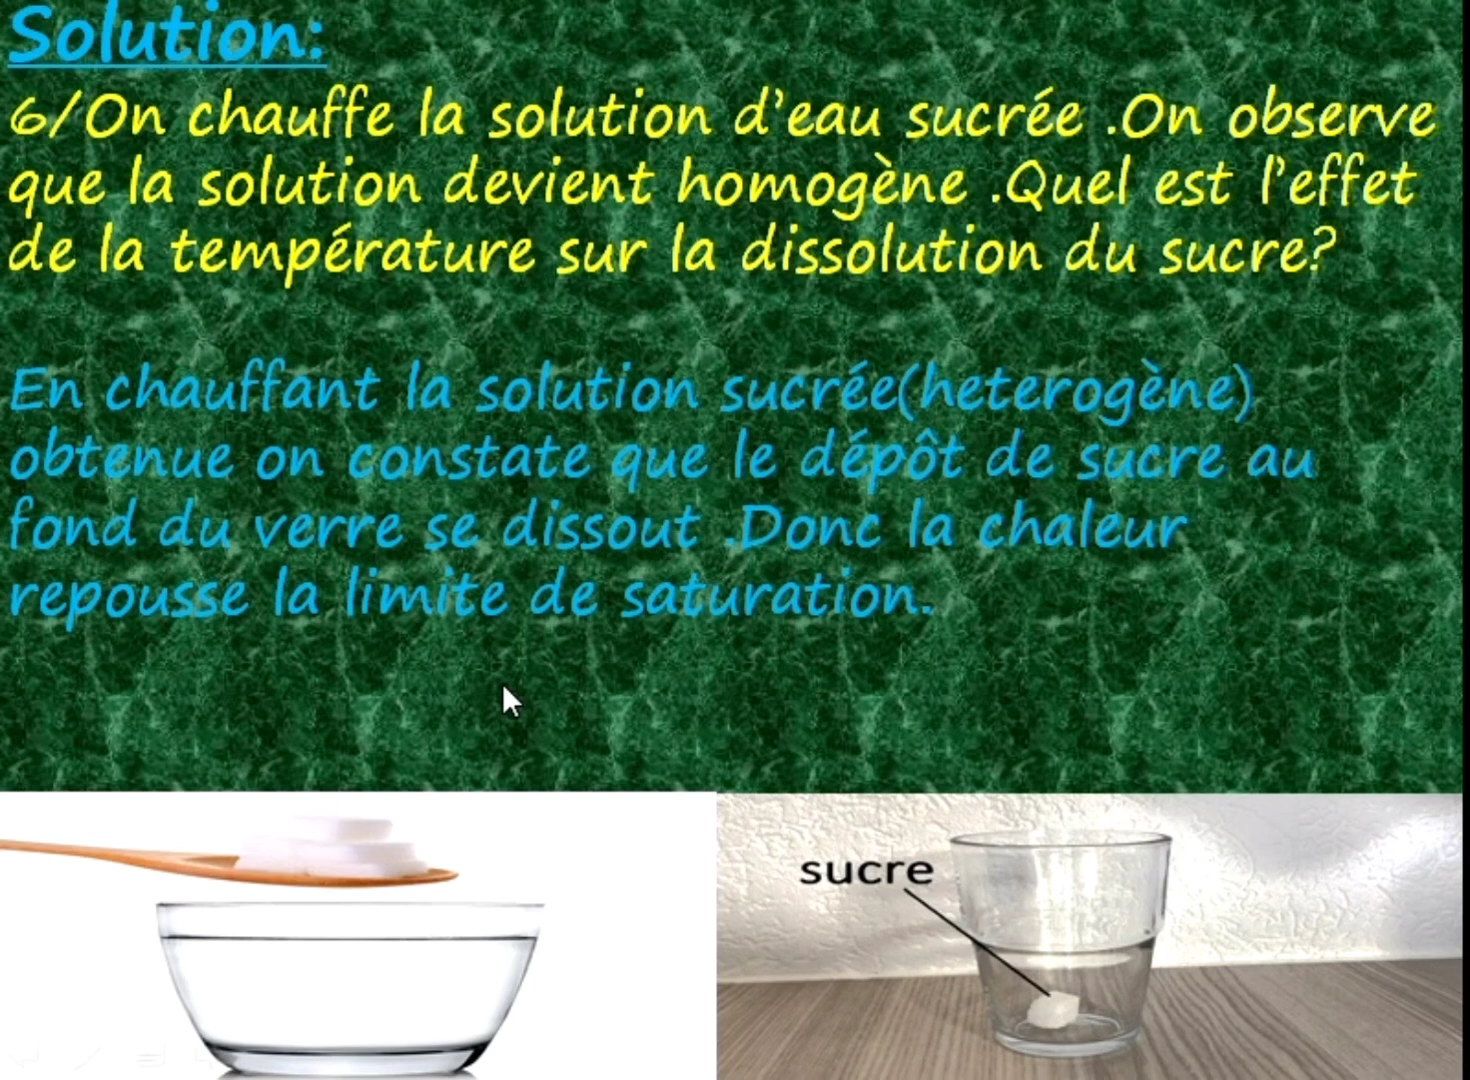 Solution:
6/On chauffe la solution d'eau sucrée .On observe
que la solution devient homogène .Quel est l'effet
de la température sur la dissolution du sucre?
En chauffant la solution sucrée(heterogène)
obtenue on constate que le dépôt de sucre au
fond du verre se dissout .Donc la chaleur
repousse la limite de saturation.
sucre